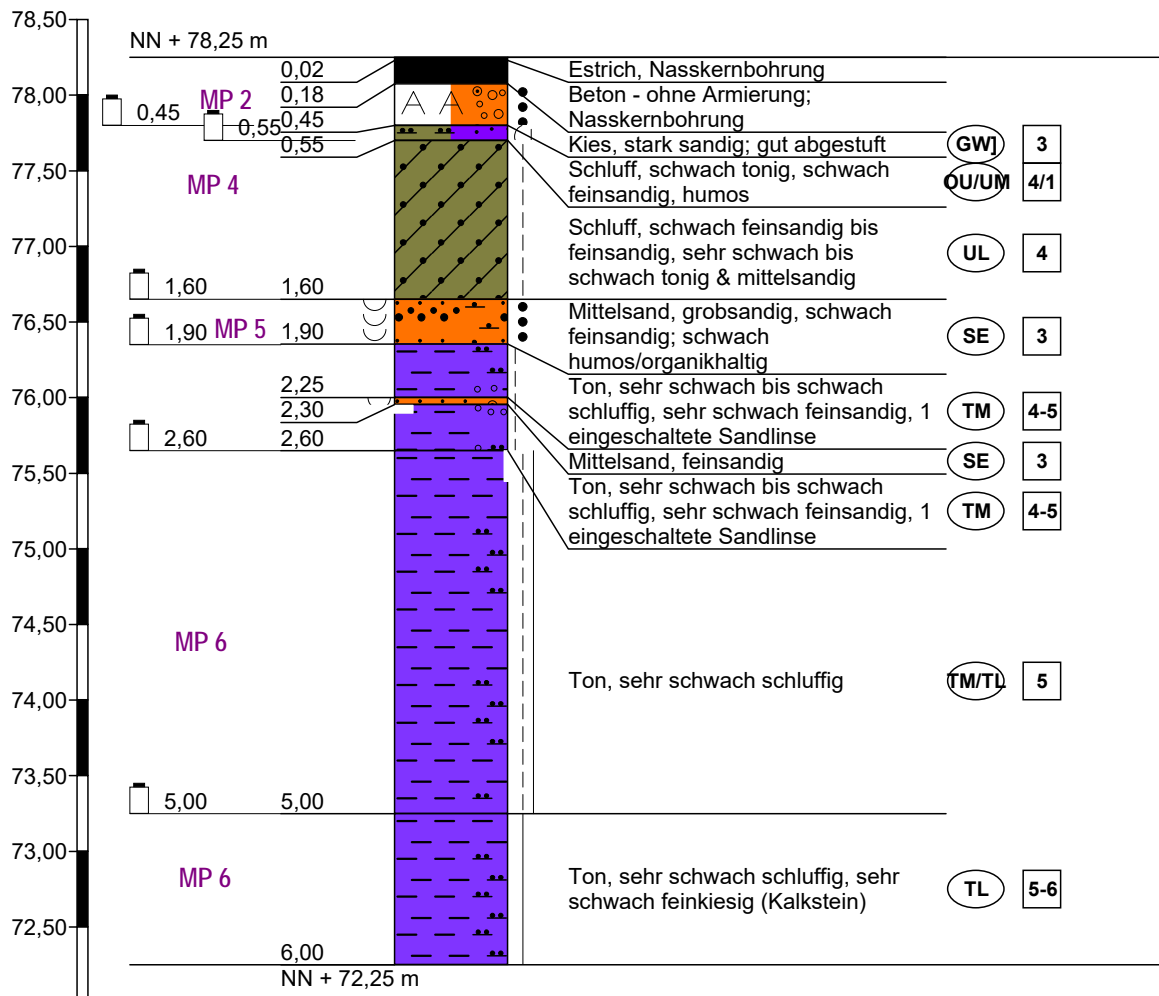 78,50
NN + 78,25 m
0,02
Estrich, Nasskernbohrung
78,00
MP 2
0,18
Beton - ohne Armierung;
Nasskernbohrung
0,45
0,55
0,45
0,55
Kies, stark sandig; gut abgestuft
GW]
3
77,50
MP 4
Schluff, schwach tonig, schwach
feinsandig, humos
OU/UM
4/1
77,00
Schluff, schwach feinsandig bis
feinsandig, sehr schwach bis
schwach tonig & mittelsandig
UL
4
1,60
1,60
76,50
1,90
MP 5
1,90
Mittelsand, grobsandig, schwach
feinsandig; schwach
humos/organikhaltig
SE
3
76,00
2,25
2,30
Ton, sehr schwach bis schwach
schluffig, sehr schwach feinsandig, 1
eingeschaltete Sandlinse
TM
4-5
2,60
2,60
Mittelsand, feinsandig
SE
3
75,50
Ton, sehr schwach bis schwach
schluffig, sehr schwach feinsandig, 1
eingeschaltete Sandlinse
TM
4-5
75,00
74,50
MP 6
Ton, sehr schwach schluffig
TM/TL
5
74,00
73,50
5,00
5,00
73,00
MP 6
Ton, sehr schwach schluffig, sehr
schwach feinkiesig (Kalkstein)
TL
5-6
72,50
6,00
NN + 72,25 m